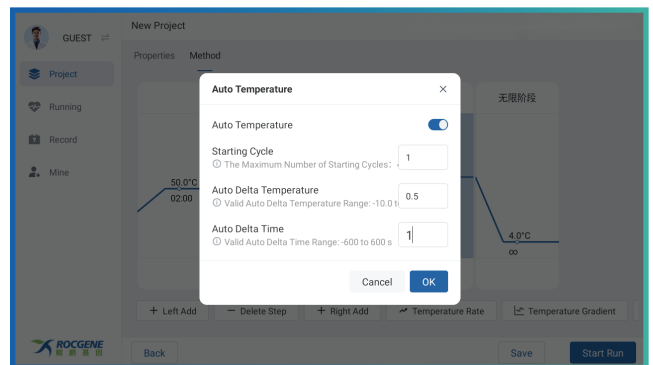 New Project
GUEST
Properties Method
Project
Running
Record
Mine
Auto Temperature
Auto Temperature
Starting Cycle
The Maximum Number of Starting Cycles:
1
Auto Delta Temperature
Valid Auto Delta Temperature Range: -10.0 to
0.5
Auto Delta Time
Valid Auto Delta Time Range: -600 to 600 s
1
Cancel OK
50.0°C
02:00
无限阶段
4.0°C
∞
+ Left Add
— Delete Step
+ Right Add
Temperature Rate
Temperature Gradient
ROCGENE
Back
Save
Start Run